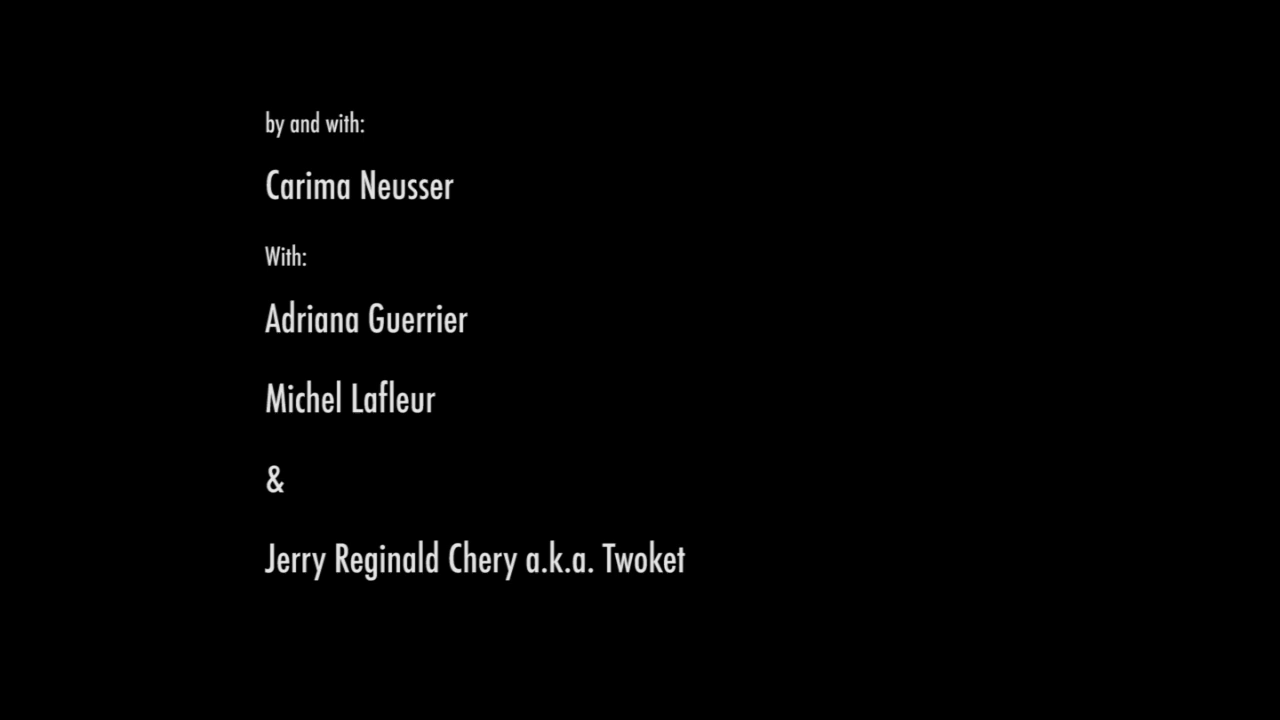 by and with:
Carima Neusser
With:
Adriana Guerrier
Michel Lafleur
&
Jerry Reginald Chery a.k.a. Twoket